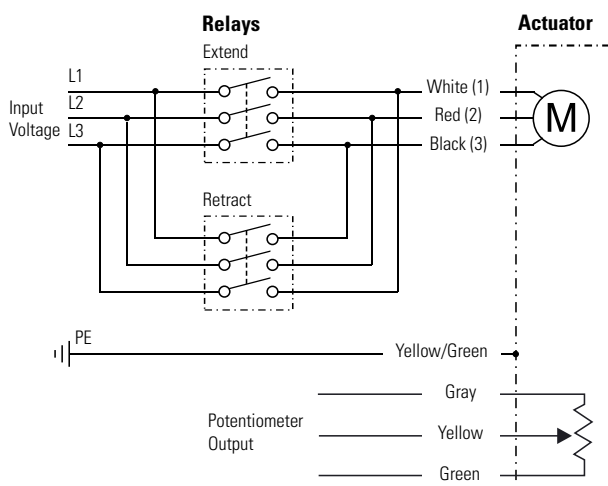 Relays
Actuator
Extend
L1
White (1)
Input
Voltage
L2
Red (2)
M
L3
Black (3)
Retract
PE
Yellow/Green
Gray
Potentiometer
Output
Yellow
Green